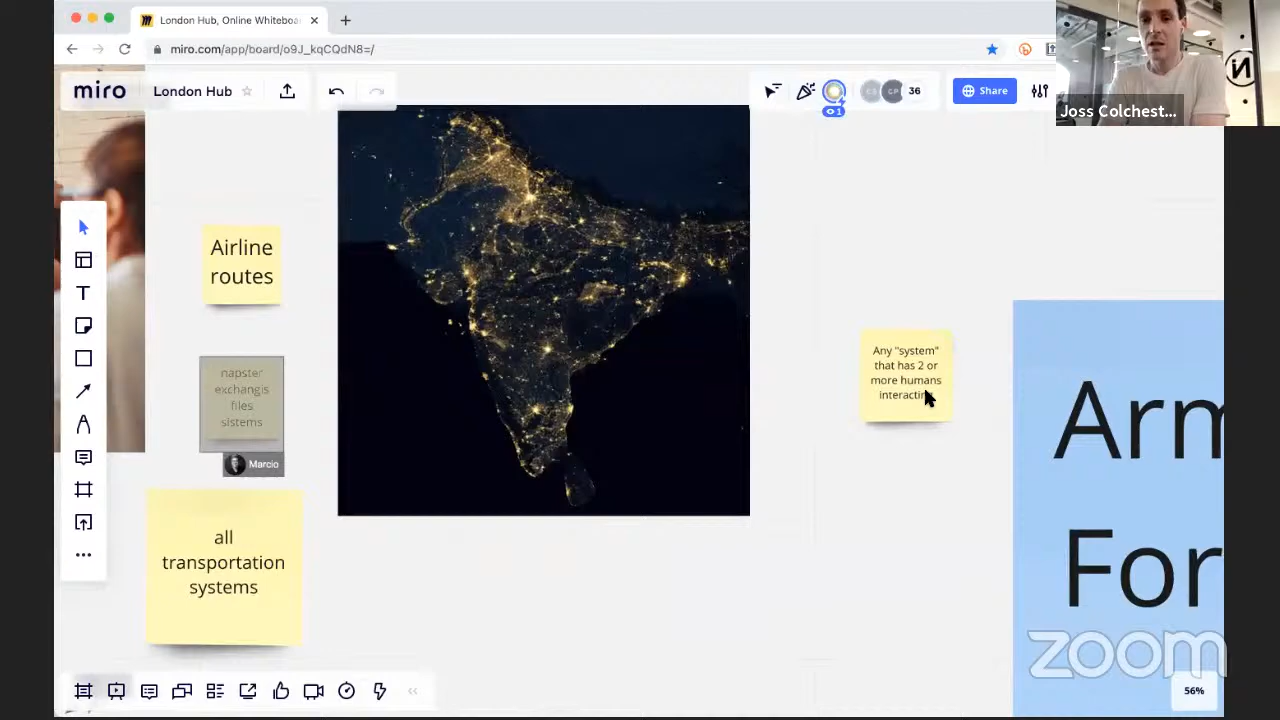 London Hub, Online Whiteboa
miro.com/app/board/o9J_kqCQdN8=/
miro
London Hub
36
Share
1
Joss Colchest...
Airline
routes
napster
exchangis
files
sistems
Marcio
all
transportation
systems
Any "system"
that has 2 or
more humans
interacting
Arm
For
zoom
56%